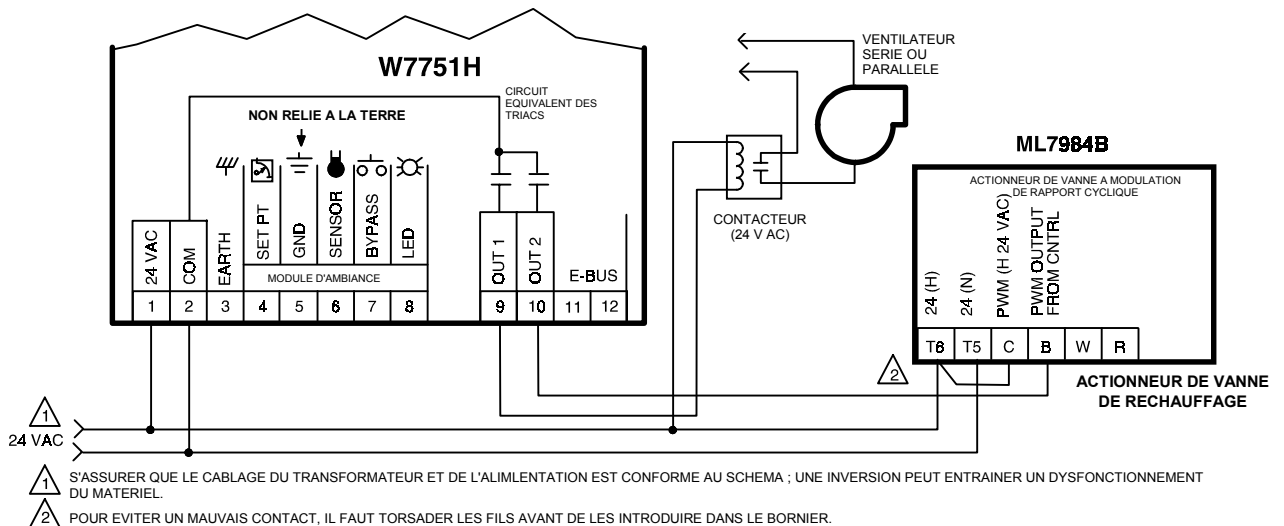 W7751H
CIRCUIT
EQUIVALENT DES
TRIACS
NON RELIE A LA TERRE
VENTILATEUR
SERIE OU
PARALLELE
ML7984B
ACTIONNEUR DE VANNE A MODULATION
DE RAPPORT CYCLIQUE
CONTACTEUR
(24 V AC)
24 VAC
COM
EARTH
SET PT
GND
SENSOR
BYPASS
LED
OUT 1
OUT 2
E-BUS
MODULE D'AMBIANCE
1 2 3 4 5 6 7 8 9 10 11 12
24 (H)
24 (N)
PWM (H 24 VAC)
PWM OUTPUT
FROM CNTRL
T6 T5 C B W R
2
ACTIONNEUR DE VANNE
DE RECHAUFFAGE
1
24 VAC
1 S'ASSURER QUE LE CABLAGE DU TRANSFORMATEUR ET DE L'ALIMLENTATION EST CONFORME AU SCHEMA ; UNE INVERSION PEUT ENTRAINER UN DYSFONCTIONNEMENT
DU MATERIEL.
2 POUR EVITER UN MAUVAIS CONTACT, IL FAUT TORSADER LES FILS AVANT DE LES INTRODUIRE DANS LE BORNIER.